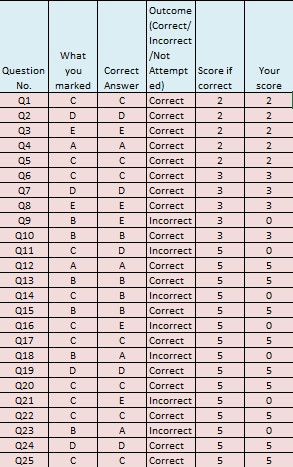 Question No. What you marked Correct Answer Outcome (Correct/ Incorrect /Not Attempt ed) Score if correct Your score
Q1 C C Correct 2 2
Q2 D D Correct 2 2
Q3 E E Correct 2 2
Q4 A A Correct 2 2
Q5 C C Correct 2 2
Q6 C C Correct 3 3
Q7 D D Correct 3 3
Q8 E E Correct 3 3
Q9 B E Incorrect 3 0
Q10 B B Correct 3 3
Q11 C D Incorrect 5 0
Q12 A A Correct 5 5
Q13 B B Correct 5 5
Q14 C B Incorrect 5 0
Q15 B B Correct 5 5
Q16 C E Incorrect 5 0
Q17 C C Correct 5 5
Q18 B A Incorrect 5 0
Q19 D D Correct 5 5
Q20 C C Correct 5 5
Q21 C E Incorrect 5 0
Q22 C C Correct 5 5
Q23 B A Incorrect 5 0
Q24 D D Correct 5 5
Q25 C C Correct 5 5